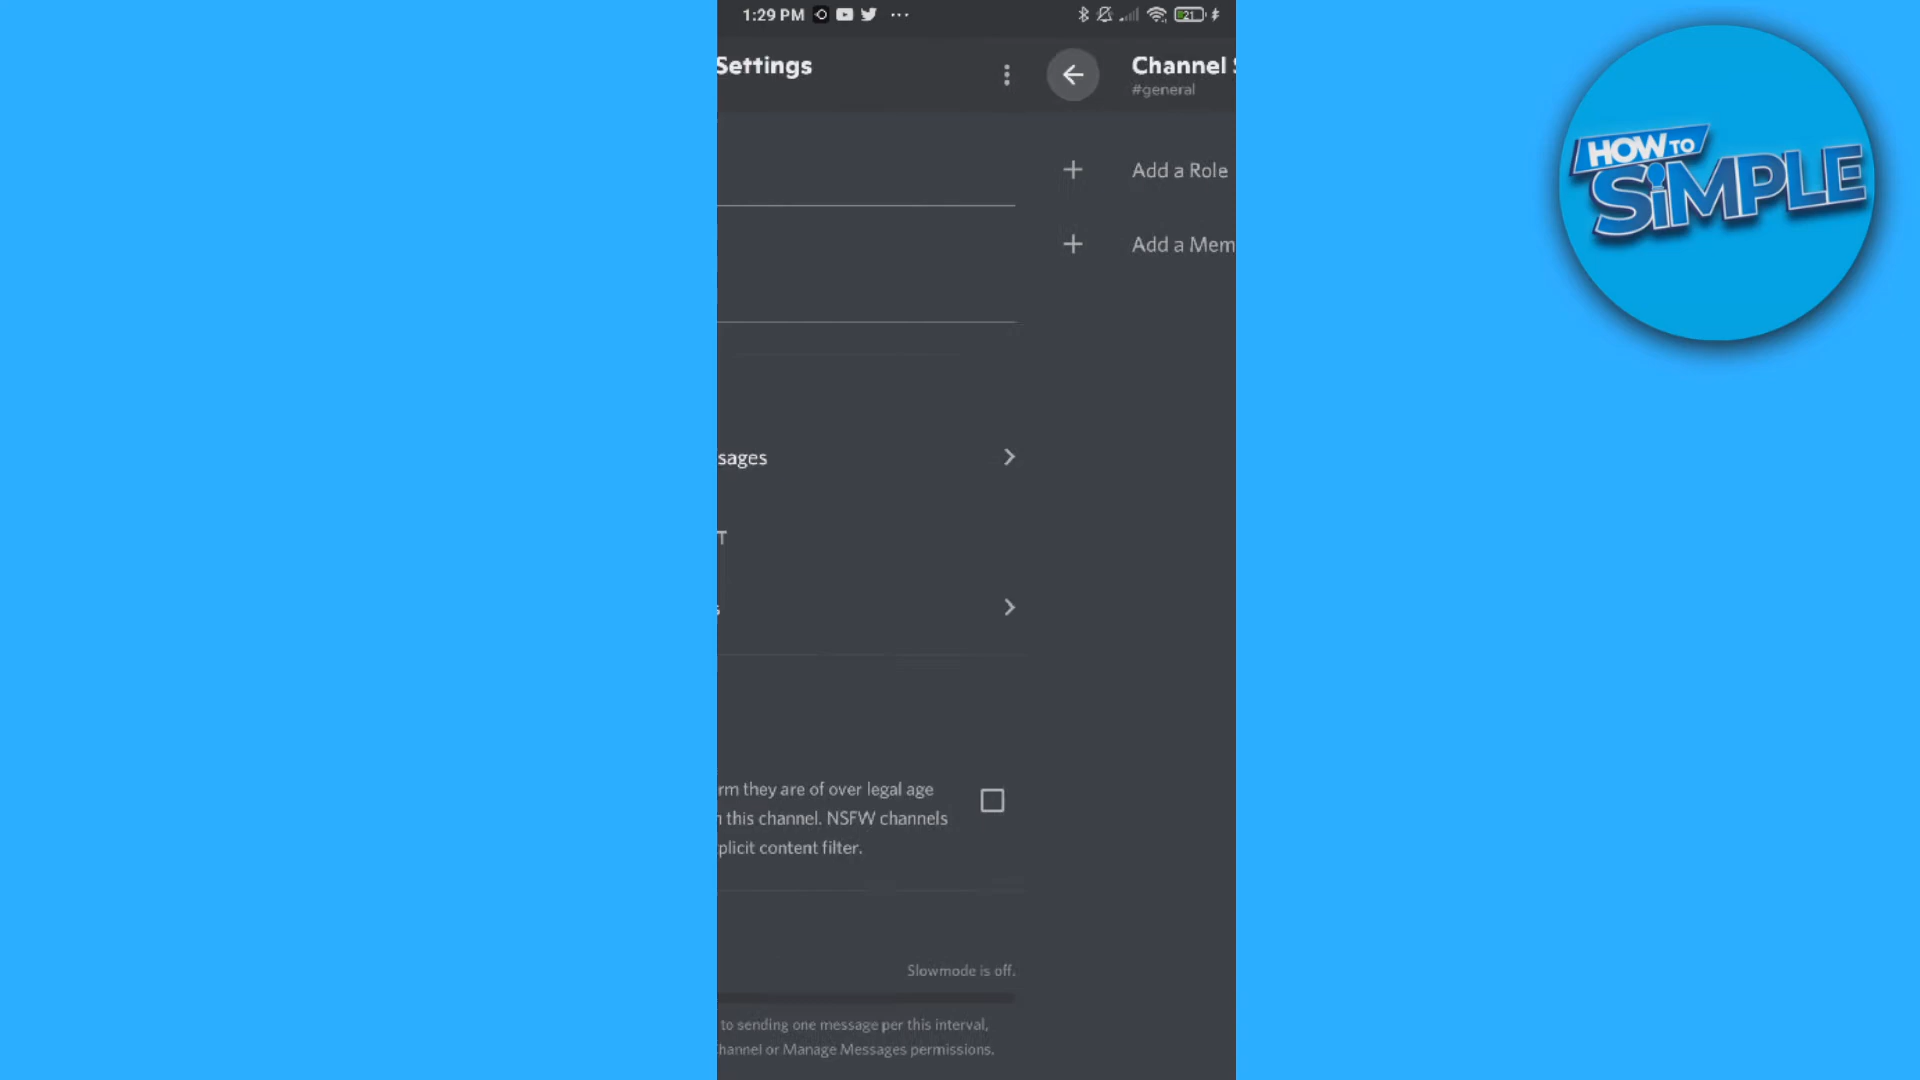 1:29 PM
21
Settings
Channel
#general
Add a Role
Add a Mem
sages
T
rm they are of over legal age
this channel. NSFW channels
plicit content filter.
Slowmode is off.
to sending one message per this interval,
hannel or Manage Messages permissions.
HOW TO
SiMPLE